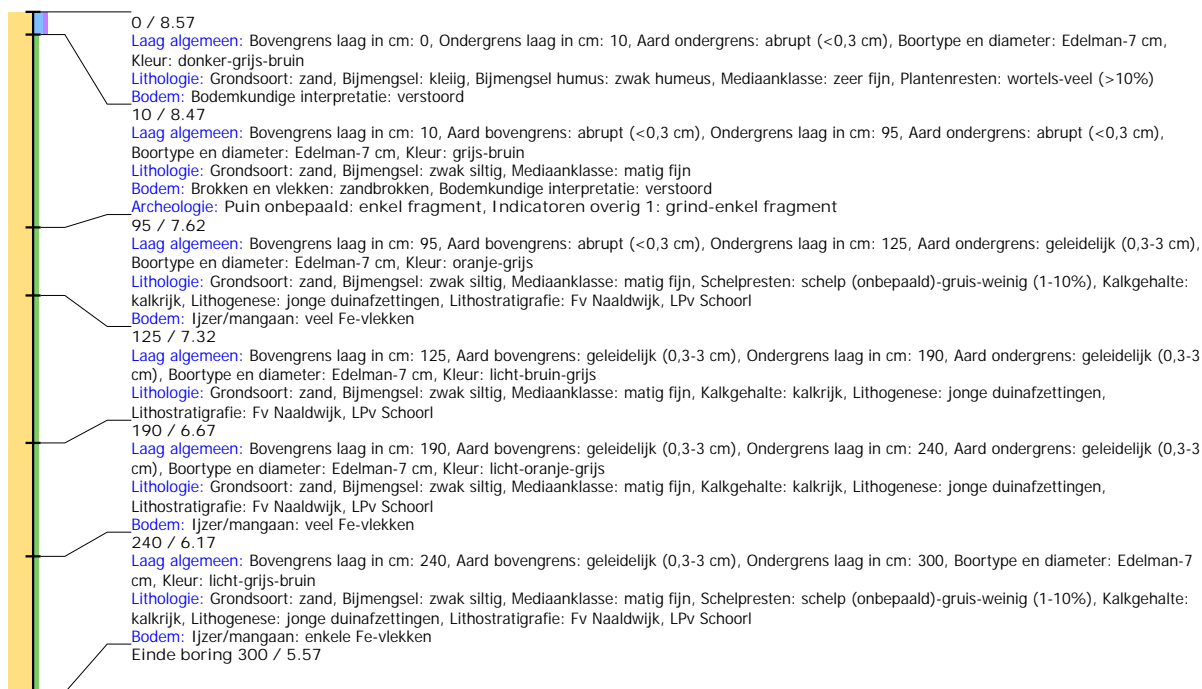 0 / 8.57
Laag algemeen: Bovengrens laag in cm: 0, Ondergrens laag in cm: 10, Aard ondergrens: abrupt (<0,3 cm), Boortype en diameter: Edelman-7 cm,
Kleur: donker-grijs-bruin
Lithologie: Grondsoort: zand, Bijmengsel: kleiig, Bijmengsel humus: zwak humeus, Mediaanklasse: zeer fijn, Plantenresten: wortels-veel (>10%)
Bodem: Bodemkundige interpretatie: verstoord
10 / 8.47
Laag algemeen: Bovengrens laag in cm: 10, Aard bovengrens: abrupt (<0,3 cm), Ondergrens laag in cm: 95, Aard ondergrens: abrupt (<0,3 cm),
Boortype en diameter: Edelman-7 cm, Kleur: grijs-bruin
Lithologie: Grondsoort: zand, Bijmengsel: zwak siltig, Mediaanklasse: matig fijn
Bodem: Brokken en vlekken: zandbrokken, Bodemkundige interpretatie: verstoord
Archeologie: Puin onbepaald: enkel fragment, Indicatoren overig 1: grind-enkel fragment
95 / 7.62
Laag algemeen: Bovengrens laag in cm: 95, Aard bovengrens: abrupt (<0,3 cm), Ondergrens laag in cm: 125, Aard ondergrens: geleidelijk (0,3-3 cm),
Boortype en diameter: Edelman-7 cm, Kleur: oranje-grijs
Lithologie: Grondsoort: zand, Bijmengsel: zwak siltig, Mediaanklasse: matig fijn, Schelpresten: schelp (onbepaald)-gruis-weinig (1-10%), Kalkgehalte:
kalkrijk, Lithogenese: jonge duinafzettingen, Lithostratigrafie: Fv Naaldwijk, LPv Schoorl
Bodem: Ijzer/mangaan: veel Fe-vlekken
125 / 7.32
Laag algemeen: Bovengrens laag in cm: 125, Aard bovengrens: geleidelijk (0,3-3 cm), Ondergrens laag in cm: 190, Aard ondergrens: geleidelijk (0,3-3
cm), Boortype en diameter: Edelman-7 cm, Kleur: licht-bruin-grijs
Lithologie: Grondsoort: zand, Bijmengsel: zwak siltig, Mediaanklasse: matig fijn, Kalkgehalte: kalkrijk, Lithogenese: jonge duinafzettingen,
Lithostratigrafie: Fv Naaldwijk, LPv Schoorl
190 / 6.67
Laag algemeen: Bovengrens laag in cm: 190, Aard bovengrens: geleidelijk (0,3-3 cm), Ondergrens laag in cm: 240, Aard ondergrens: geleidelijk (0,3-3
cm), Boortype en diameter: Edelman-7 cm, Kleur: licht-oranje-grijs
Lithologie: Grondsoort: zand, Bijmengsel: zwak siltig, Mediaanklasse: matig fijn, Kalkgehalte: kalkrijk, Lithogenese: jonge duinafzettingen,
Lithostratigrafie: Fv Naaldwijk, LPv Schoorl
Bodem: Ijzer/mangaan: veel Fe-vlekken
240 / 6.17
Laag algemeen: Bovengrens laag in cm: 240, Aard bovengrens: geleidelijk (0,3-3 cm), Ondergrens laag in cm: 300, Boortype en diameter: Edelman-7
cm, Kleur: licht-grijs-bruin
Lithologie: Grondsoort: zand, Bijmengsel: zwak siltig, Mediaanklasse: matig fijn, Schelpresten: schelp (onbepaald)-gruis-weinig (1-10%), Kalkgehalte:
kalkrijk, Lithogenese: jonge duinafzettingen, Lithostratigrafie: Fv Naaldwijk, LPv Schoorl
Bodem: Ijzer/mangaan: enkele Fe-vlekken
Einde boring 300 / 5.57